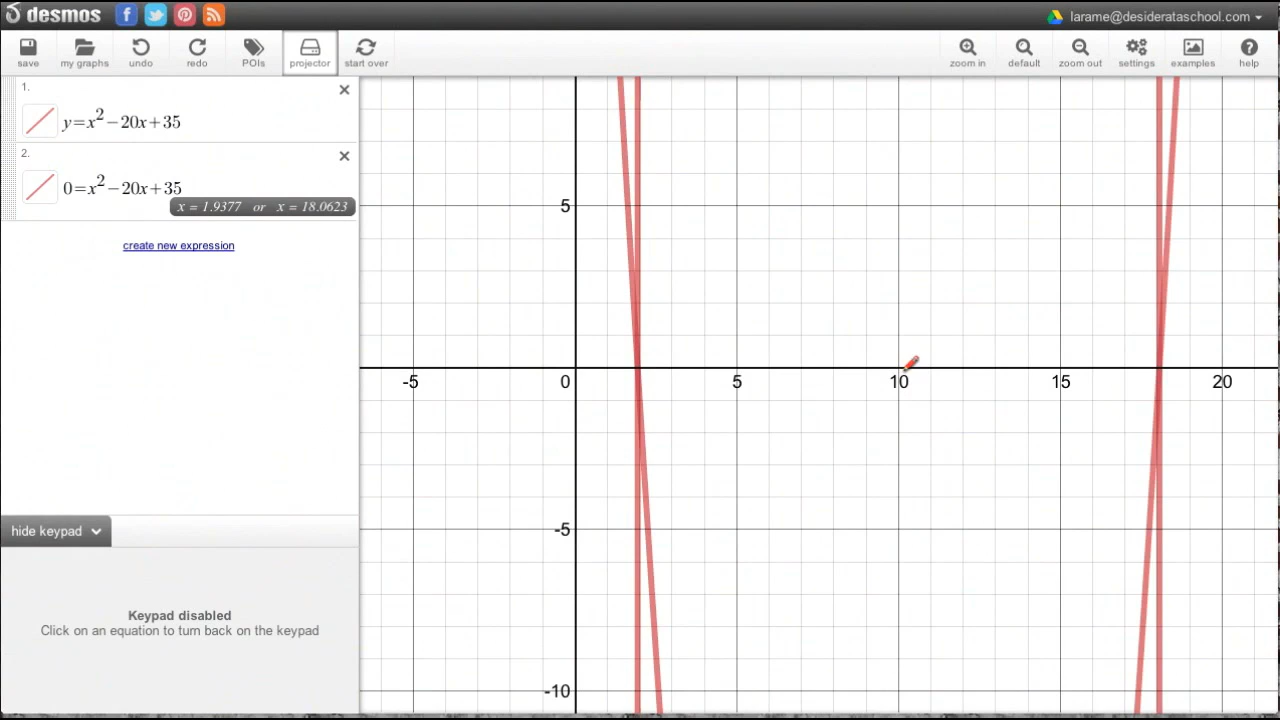 desmos
larame@desiderataschool.com
save my graphs undo redo POIs projector start over zoom in default zoom out settings examples help
1.
y=x²−20x+35
2.
0=x²−20x+35
x = 1.9377 or x = 18.0623
create new expression
5
-5 0 5 10 15 20
-5
-10
hide keypad
Keypad disabled
Click on an equation to turn back on the keypad